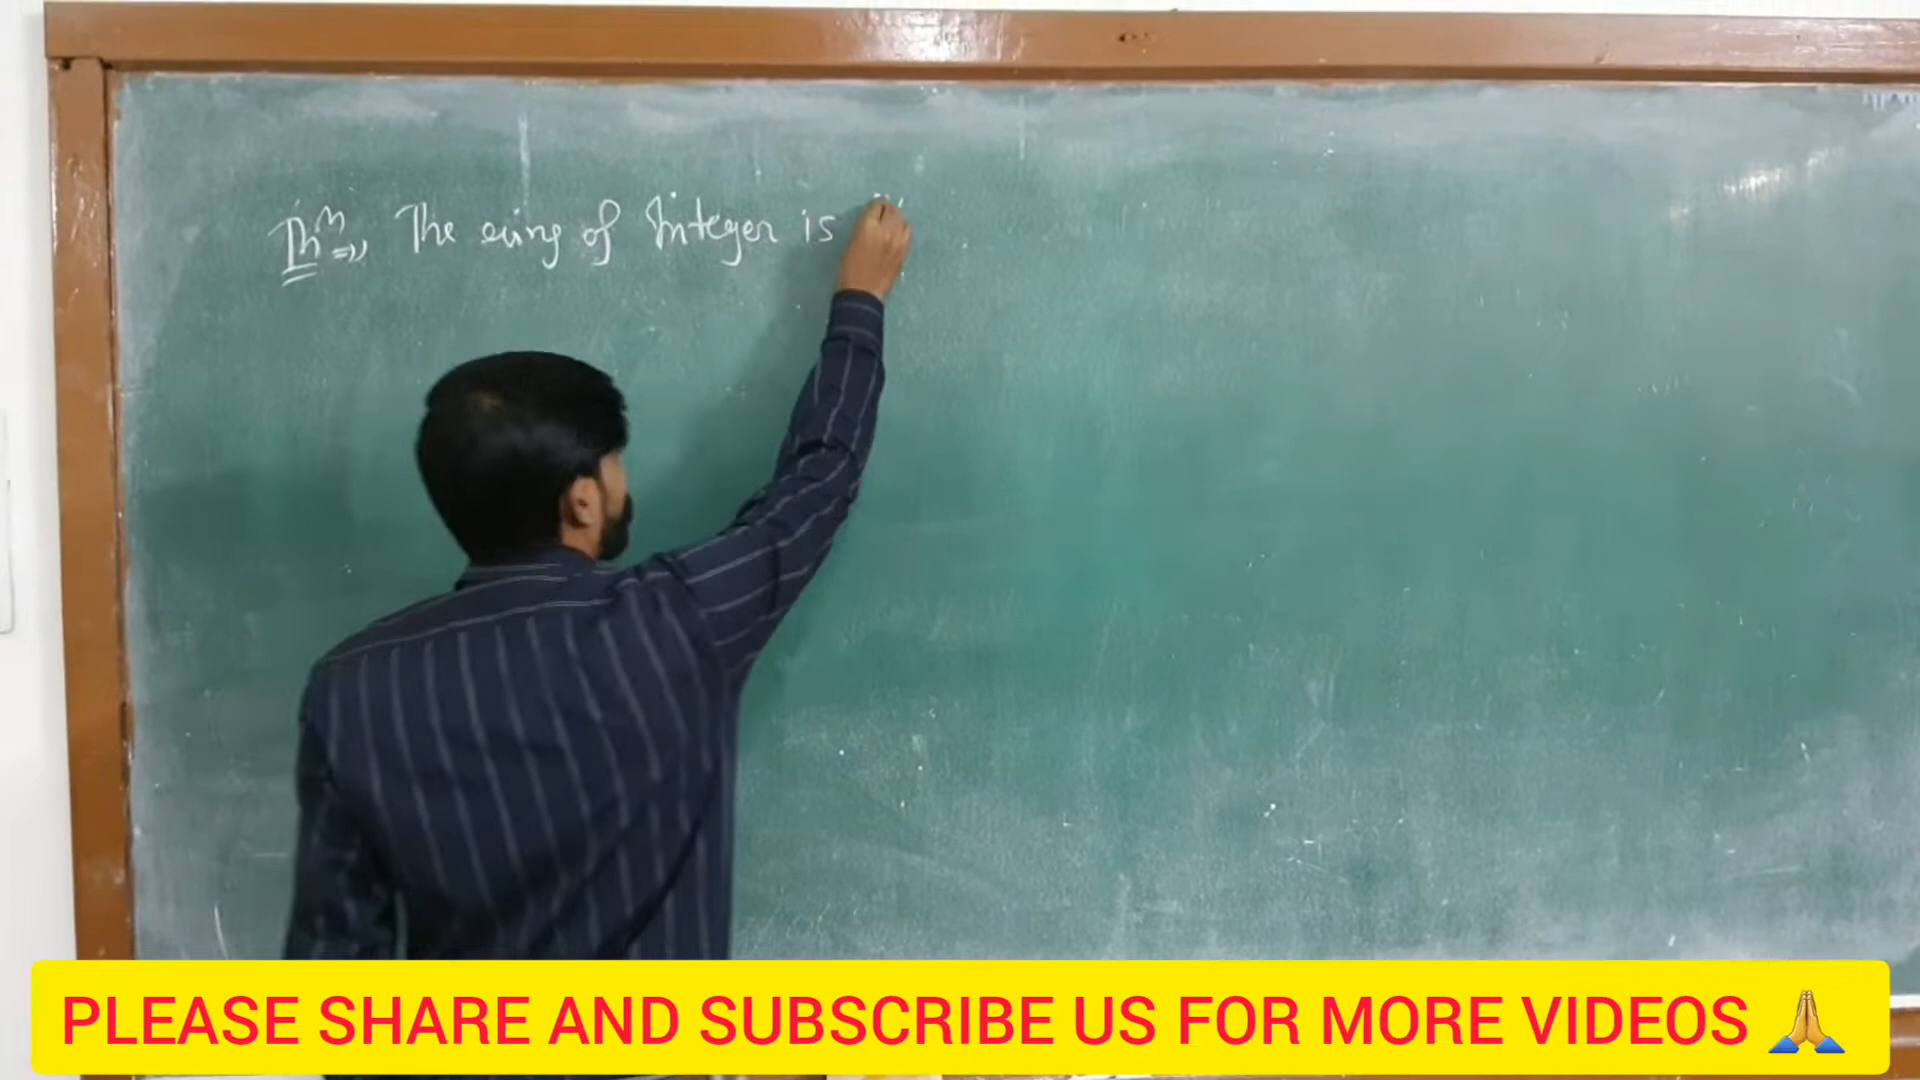 Thm The ring of Integer is
PLEASE SHARE AND SUBSCRIBE US FOR MORE VIDEOS 🙏